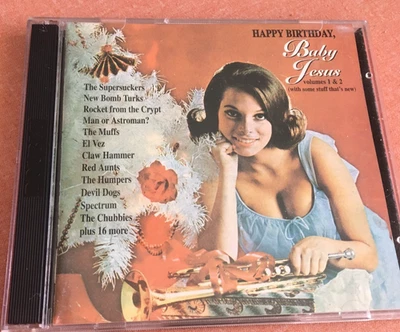 HAPPY BIRTHDAY,
Baby
Jesus
volumes 1 & 2
(with some stuff that's new)
The Supersuckers
New Bomb Turks
Rocket from the Crypt
Man or Astroman?
The Muffs
El Vez
Claw Hammer
Red Aunts
The Humpers
Devil Dogs
Spectrum
The Chubbies
plus 16 more